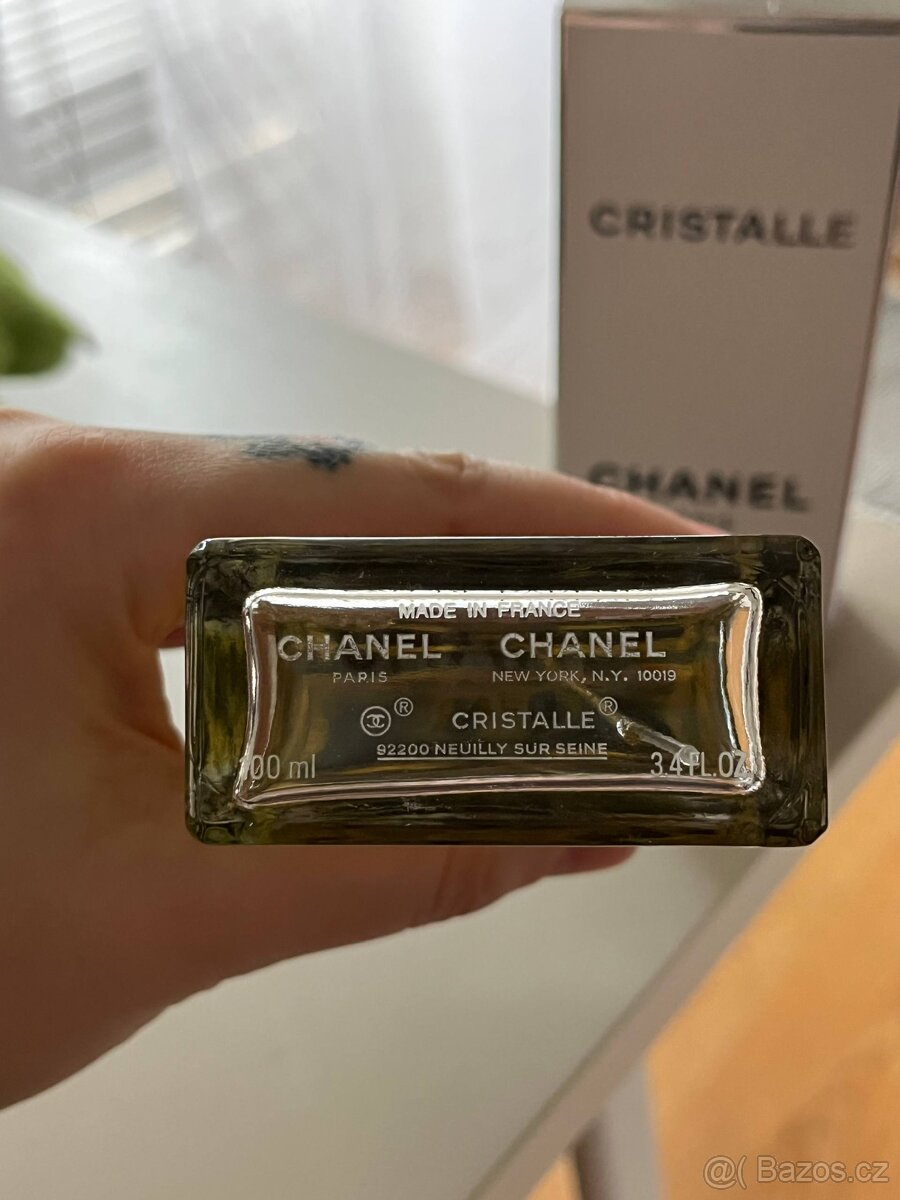 CRISTALLE
CHANEL
MADE IN FRANCE
CHANEL CHANEL
PARIS NEW YORK, N.Y. 10019
® CRISTALLE®
92200 NEUILLY SUR SEINE
100 ml 3.4 FL.OZ
@( Bazos.cz